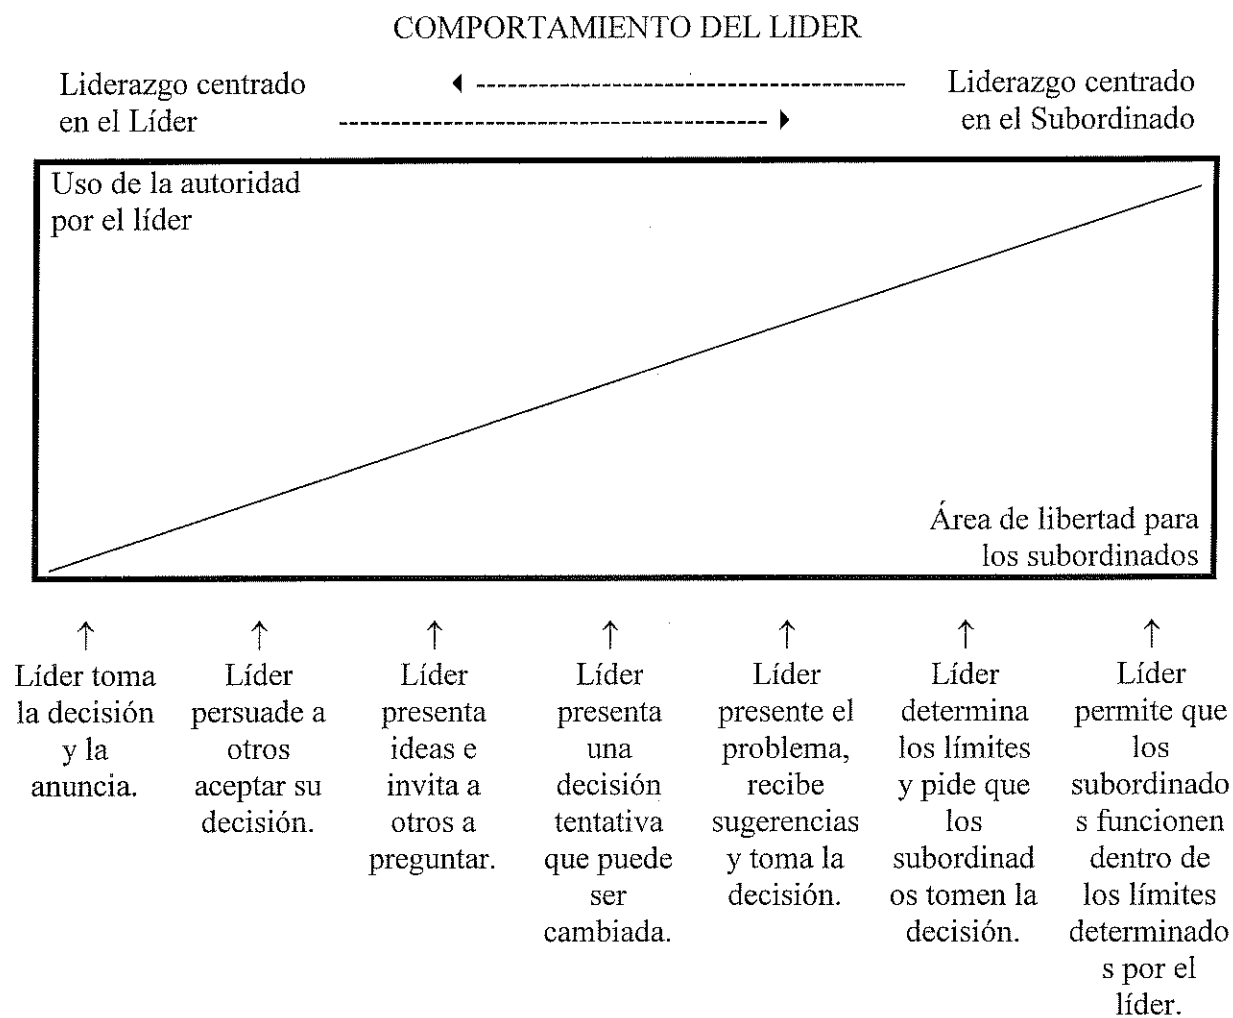 COMPORTAMIENTO DEL LIDER
Liderazgo centrado
en el Líder
Liderazgo centrado
en el Subordinado
Uso de la autoridad
por el líder
Área de libertad para
los subordinados
Líder toma
la decisión
y la
anuncia.
Líder
persuade a
otros
aceptar su
decisión.
Líder
presenta
ideas e
invita a
otros a
preguntar.
Líder
presenta
una
decisión
tentativa
que puede
ser
cambiada.
Líder
presente el
problema,
recibe
sugerencias
y toma la
decisión.
Líder
determina
los límites
y pide que
los
subordinad
os tomen la
decisión.
Líder
permite que
los
subordinado
s funcionen
dentro de
los límites
determinado
s por el
líder.